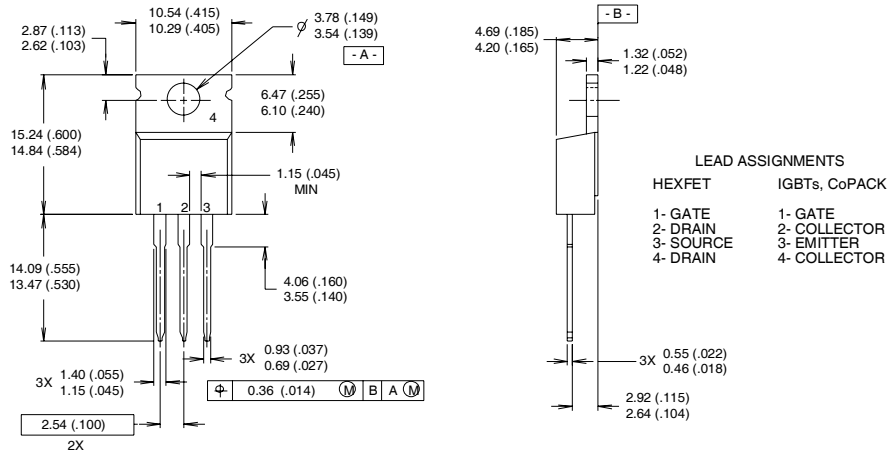 10.54 (.415)
10.29 (.405)
2.87 (.113)
2.62 (.103)
ø 3.78 (.149)
3.54 (.139)
- A -
6.47 (.255)
6.10 (.240)
4
15.24 (.600)
14.84 (.584)
1.15 (.045)
MIN
1 2 3
14.09 (.555)
13.47 (.530)
4.06 (.160)
3.55 (.140)
3X 0.93 (.037)
0.69 (.027)
3X 1.40 (.055)
1.15 (.045)
⌖ 0.36 (.014) Ⓜ B A Ⓜ
2.54 (.100)
2X
- B -
4.69 (.185)
4.20 (.165)
1.32 (.052)
1.22 (.048)
3X 0.55 (.022)
0.46 (.018)
2.92 (.115)
2.64 (.104)
LEAD ASSIGNMENTS
HEXFET
1- GATE
2- DRAIN
3- SOURCE
4- DRAIN
IGBTs, CoPACK
1- GATE
2- COLLECTOR
3- EMITTER
4- COLLECTOR